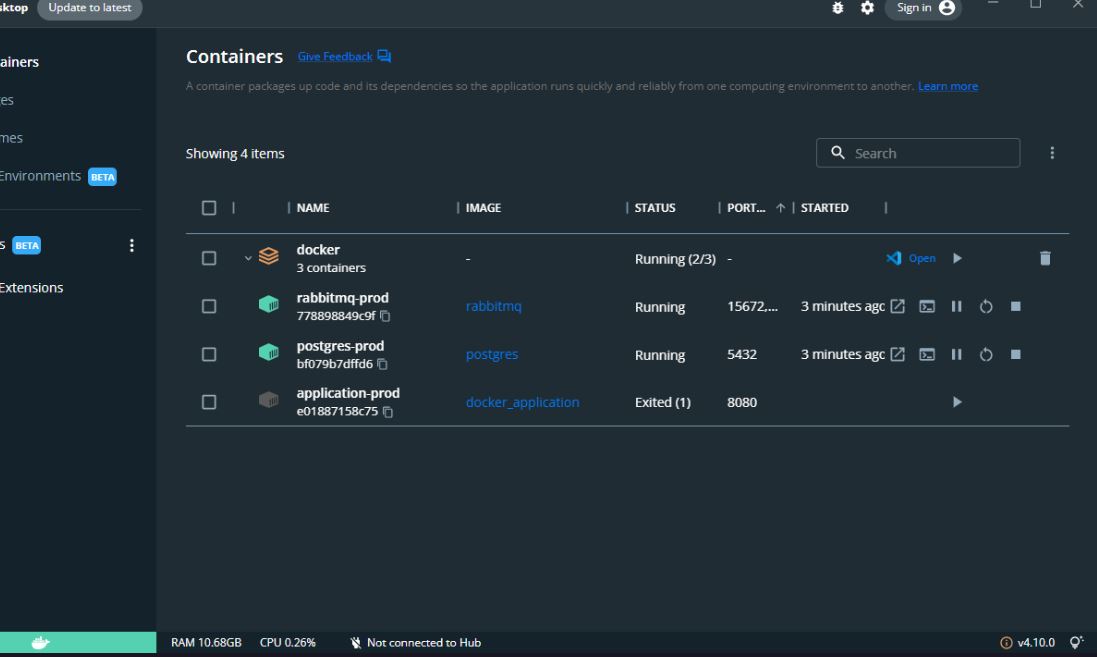 sktop Update to latest Sign in
ainers
es
mes
Environments BETA
s BETA
Extensions
Containers Give Feedback
A container packages up code and its dependencies so the application runs quickly and reliably from one computing environment to another. Learn more
Showing 4 items Search
NAME IMAGE STATUS PORT... STARTED
docker
3 containers - Running (2/3) - Open
rabbitmq-prod
778898849c9f rabbitmq Running 15672,... 3 minutes agc
postgres-prod
bf079b7dffd6 postgres Running 5432 3 minutes agc
application-prod
e01887158c75 docker_application Exited (1) 8080
RAM 10.68GB CPU 0.26% Not connected to Hub v4.10.0